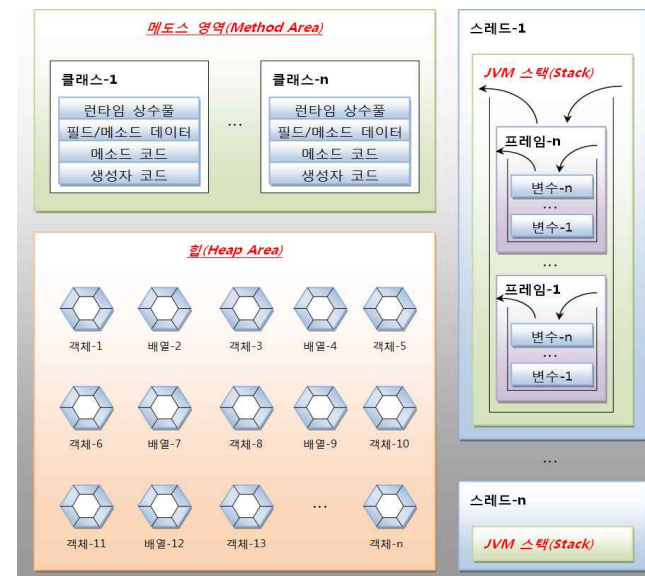 메도스 영역(Method Area)
클래스-1
런타임 상수풀
필드/메소드 데이터
메소드 코드
생성자 코드
...
클래스-n
런타임 상수풀
필드/메소드 데이터
메소드 코드
생성자 코드
힙(Heap Area)
객체-1 배열-2 객체-3 배열-4 객체-5
객체-6 배열-7 객체-8 배열-9 객체-10
...
객체-11 배열-12 객체-13 객체-n
스레드-1
JVM 스택(Stack)
프레임-n
변수-n
...
변수-1
...
프레임-1
변수-n
...
변수-1
...
스레드-n
JVM 스택(Stack)